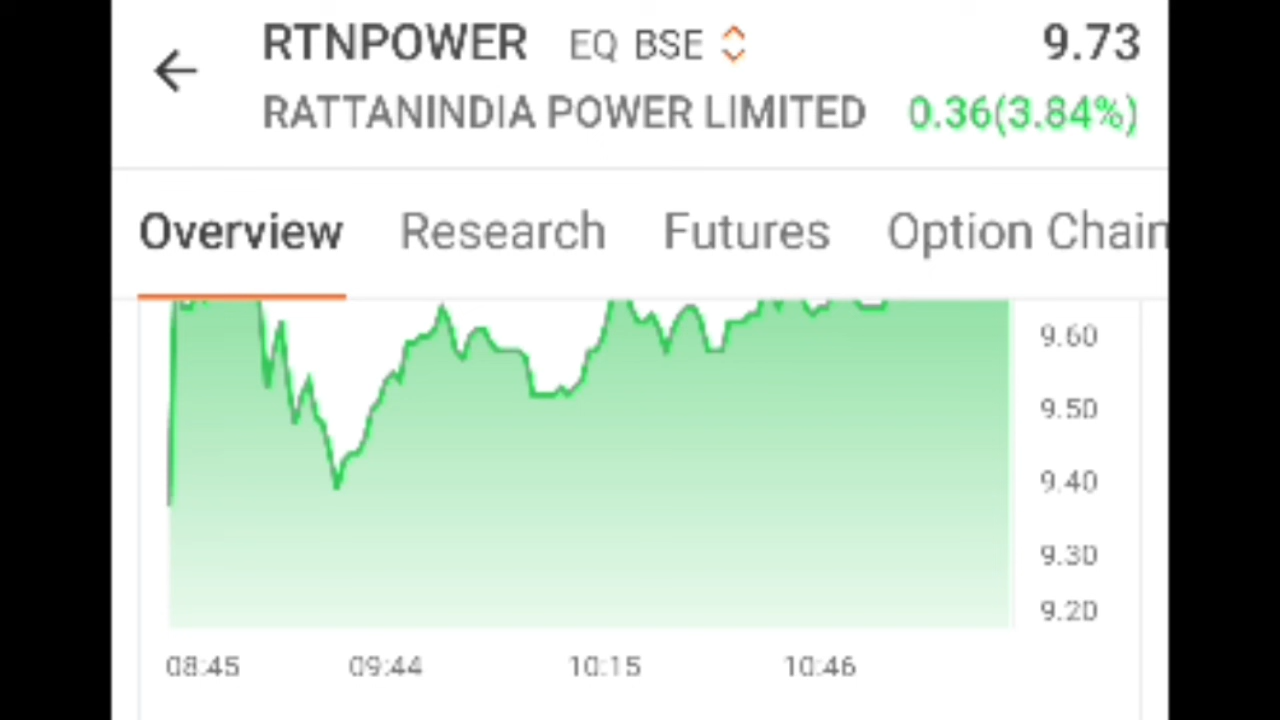 RTNPOWER EQ BSE 9.73
RATTANINDIA POWER LIMITED 0.36(3.84%)
Overview Research Futures Option Chain
9.60
9.50
9.40
9.30
9.20
08:45 09:44 10:15 10:46